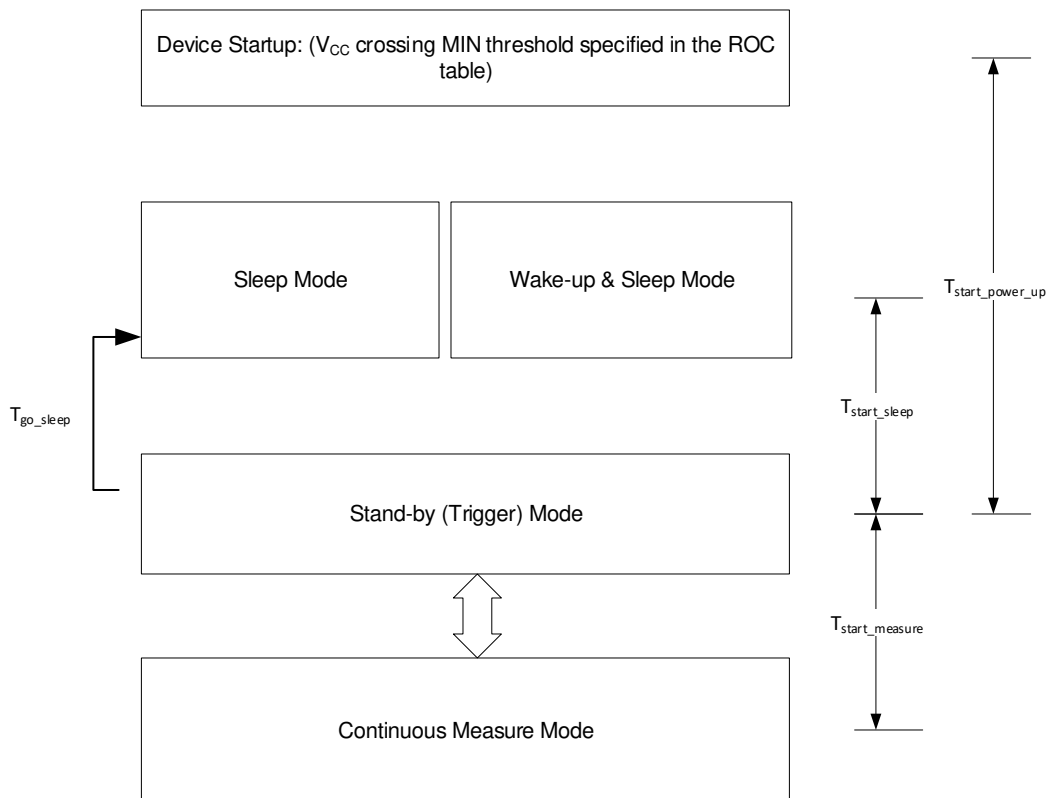 Device Startup: (VCC crossing MIN threshold specified in the ROC
table)
Sleep Mode
Wake-up & Sleep Mode
Tstart_power_up
Tgo_sleep
Tstart_sleep
Stand-by (Trigger) Mode
Tstart_measure
Continuous Measure Mode